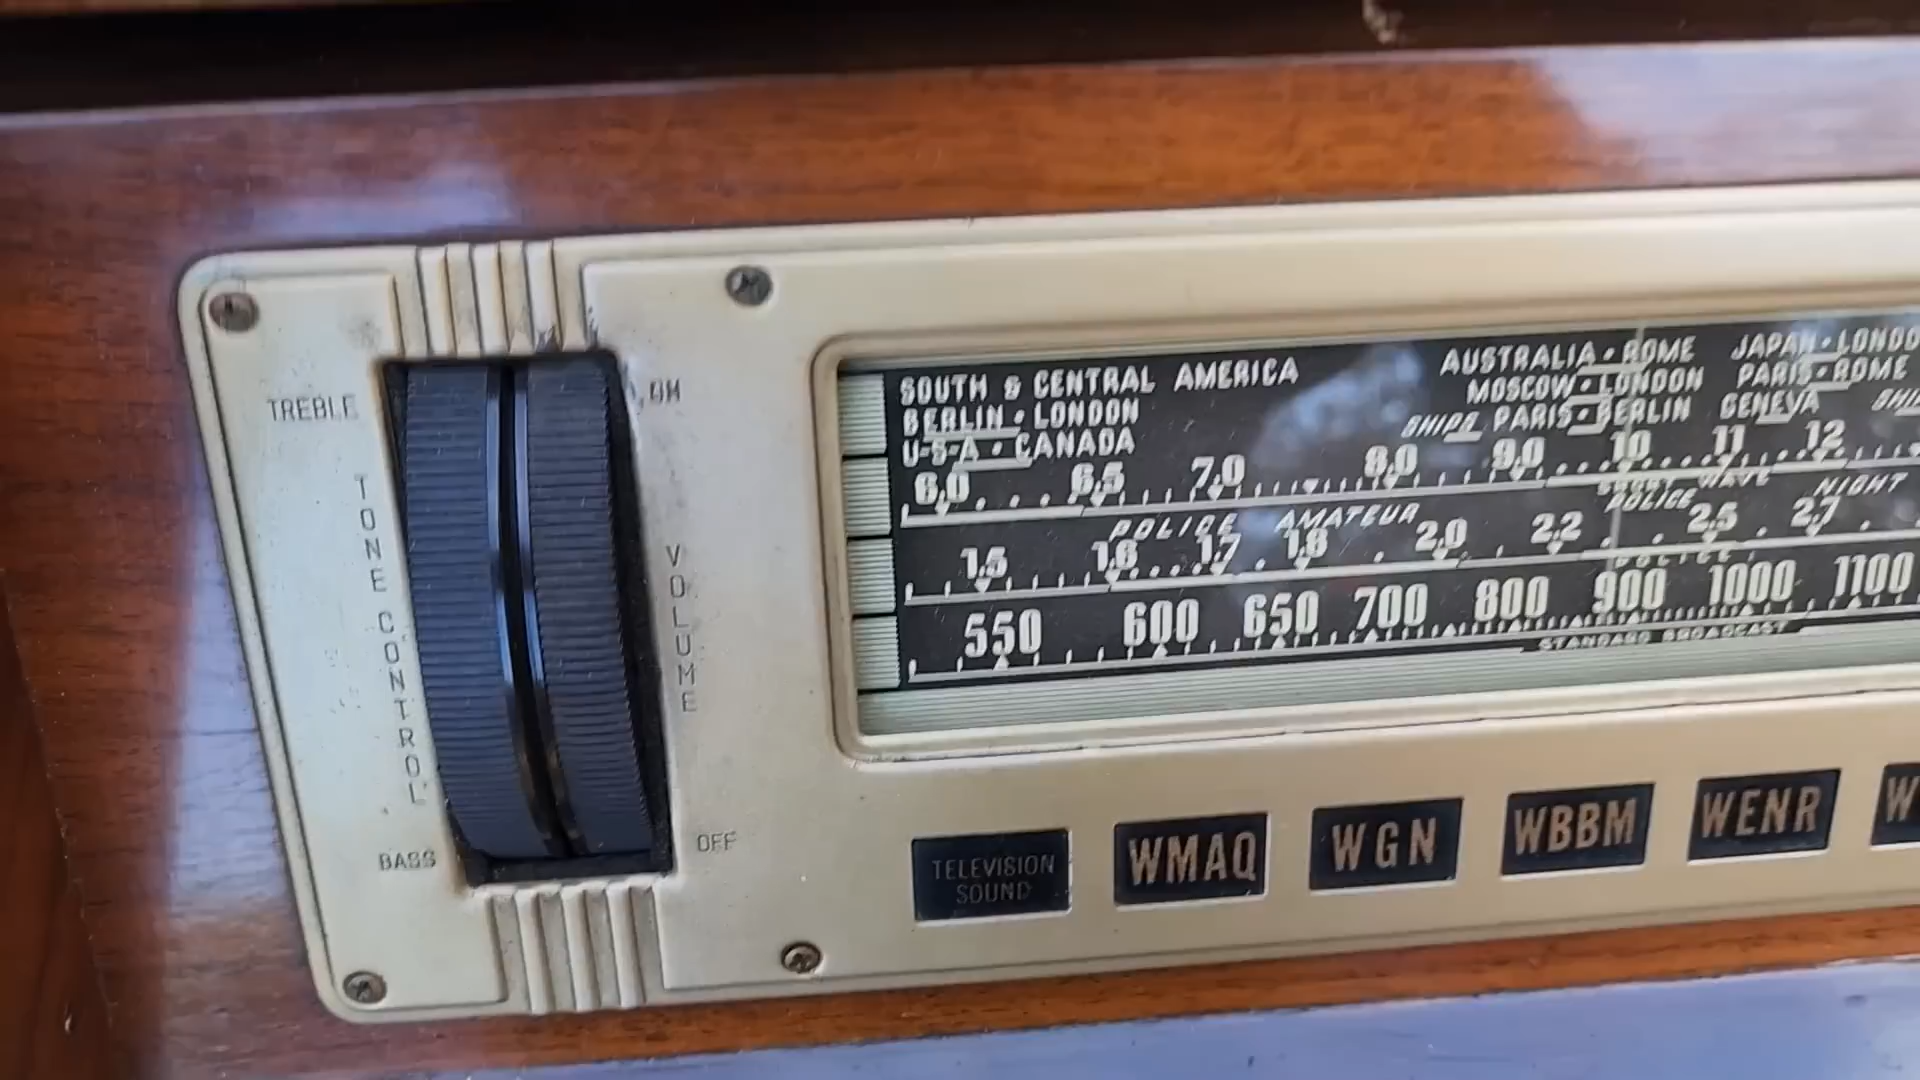 TREBLE
TONE CONTROL
BASS
ON
VOLUME
OFF
SOUTH & CENTRAL AMERICA
BERLIN • LONDON
U-S-A • CANADA
AUSTRALIA • ROME
MOSCOW • LONDON
SHIPS PARIS • BERLIN
JAPAN • LONDO
PARIS • ROME
GENEVA
6.0 6.5 7.0 8.0 9.0 10 11 12
SHORT WAVE
POLICE AMATEUR POLICE NIGHT
1.5 1.6 1.7 1.8 2.0 2.2 2.5 2.7
POLICE
550 600 650 700 800 900 1000 1100
STANDARD BROADCAST
TELEVISION
SOUND
WMAQ
WGN
WBBM
WENR
W